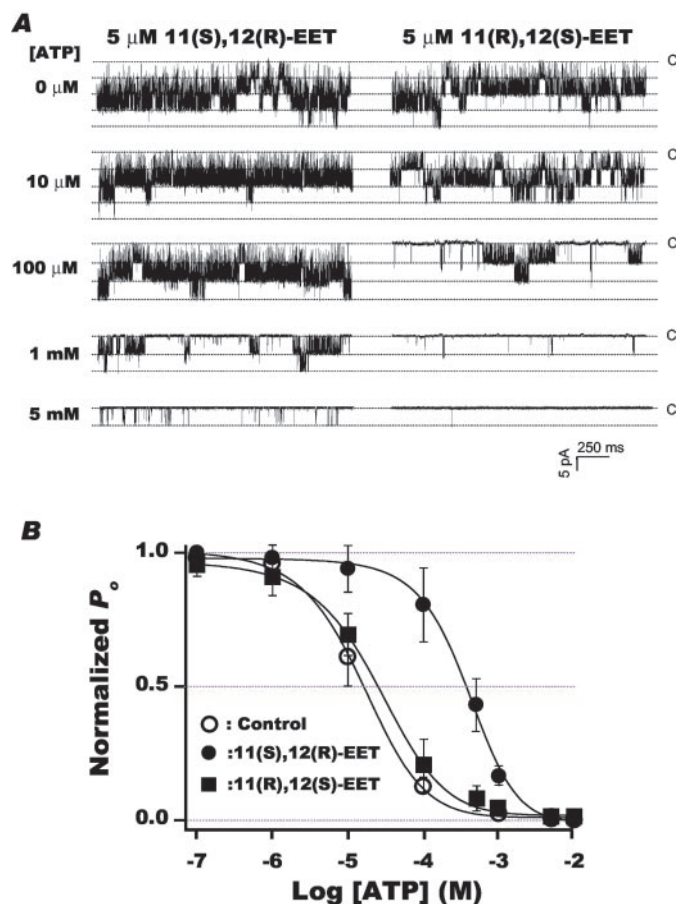 A
5 μM 11(S),12(R)-EET 5 μM 11(R),12(S)-EET
[ATP]
0 μM
C
10 μM
C
100 μM
C
1 mM
C
5 mM
C
5 pA
250 ms
B
Normalized Po
1.0
0.5
0.0
: Control
:11(S),12(R)-EET
:11(R),12(S)-EET
-7 -6 -5 -4 -3 -2
Log [ATP] (M)